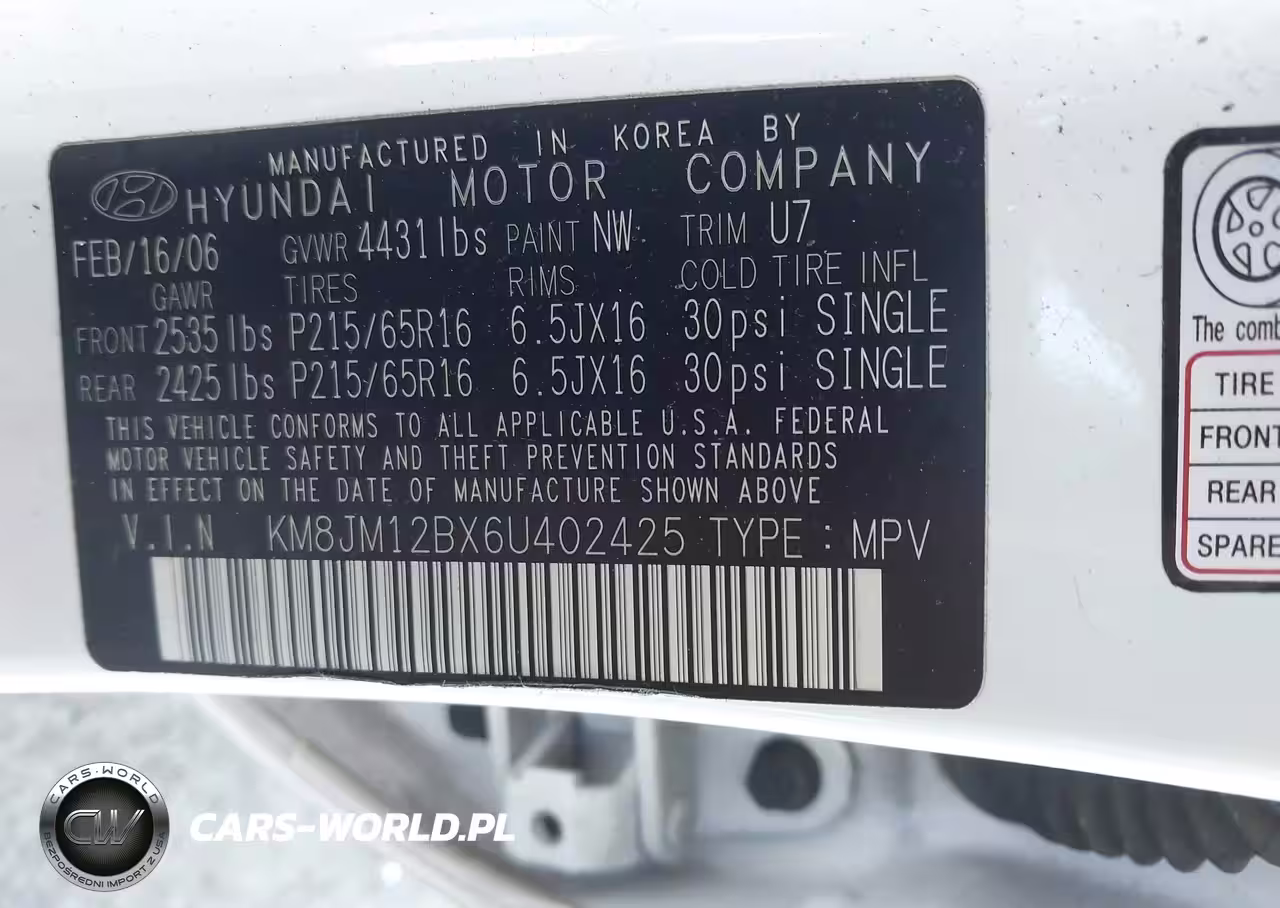 MANUFACTURED IN KOREA BY
HYUNDAI MOTOR COMPANY
FEB/16/06 GVWR 4431lbs PAINT NW TRIM U7
GAWR TIRES RIMS COLD TIRE INFL
FRONT 2535lbs P215/65R16 6.5JX16 30psi SINGLE
REAR 2425lbs P215/65R16 6.5JX16 30psi SINGLE
THIS VEHICLE CONFORMS TO ALL APPLICABLE U.S.A. FEDERAL
MOTOR VEHICLE SAFETY AND THEFT PREVENTION STANDARDS
IN EFFECT ON THE DATE OF MANUFACTURE SHOWN ABOVE
V.I.N KM8JM12BX6U402425 TYPE : MPV
The comb
TIRE
FRONT
REAR
SPARE
CARS-WORLD
CW
BEZPOŚREDNI IMPORT Z USA
CARS-WORLD.PL